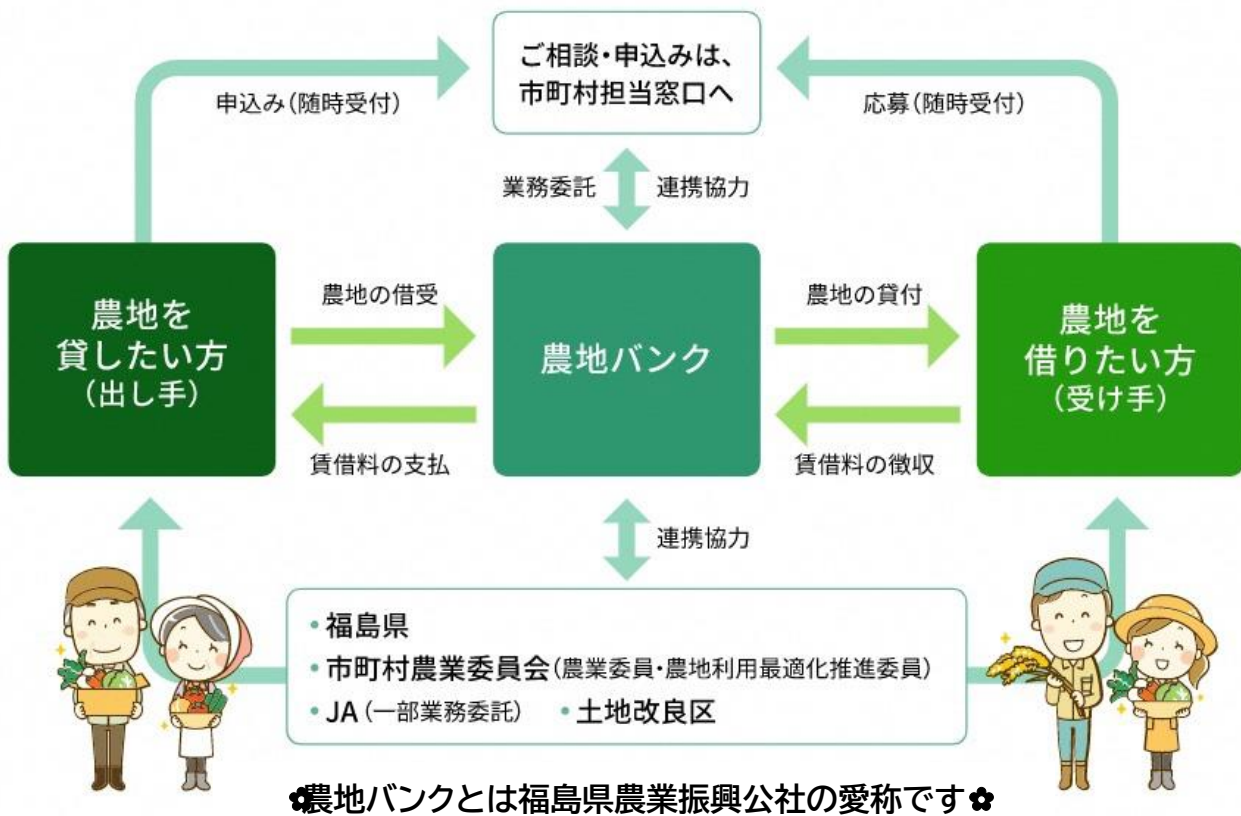 ご相談・申込みは、
市町村担当窓口へ
申込み(随時受付)
応募(随時受付)
業務委託
連携協力
農地を
貸したい方
(出し手)
農地の借受
賃借料の支払
農地バンク
農地の貸付
賃借料の徴収
農地を
借りたい方
(受け手)
連携協力
・福島県
・市町村農業委員会(農業委員・農地利用最適化推進委員)
・JA(一部業務委託) ・土地改良区
✿農地バンクとは福島県農業振興公社の愛称です✿